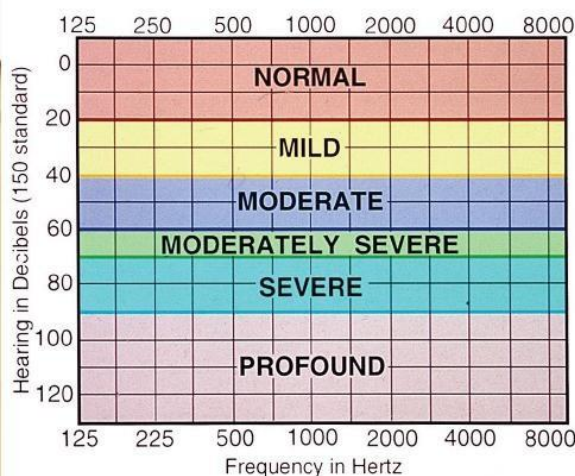 125 250 500 1000 2000 4000 8000
0
NORMAL
20
MILD
40
MODERATE
60
MODERATELY SEVERE
80
SEVERE
100
PROFOUND
120
125 225 500 1000 2000 4000 8000
Frequency in Hertz
Hearing in Decibels (150 standard)